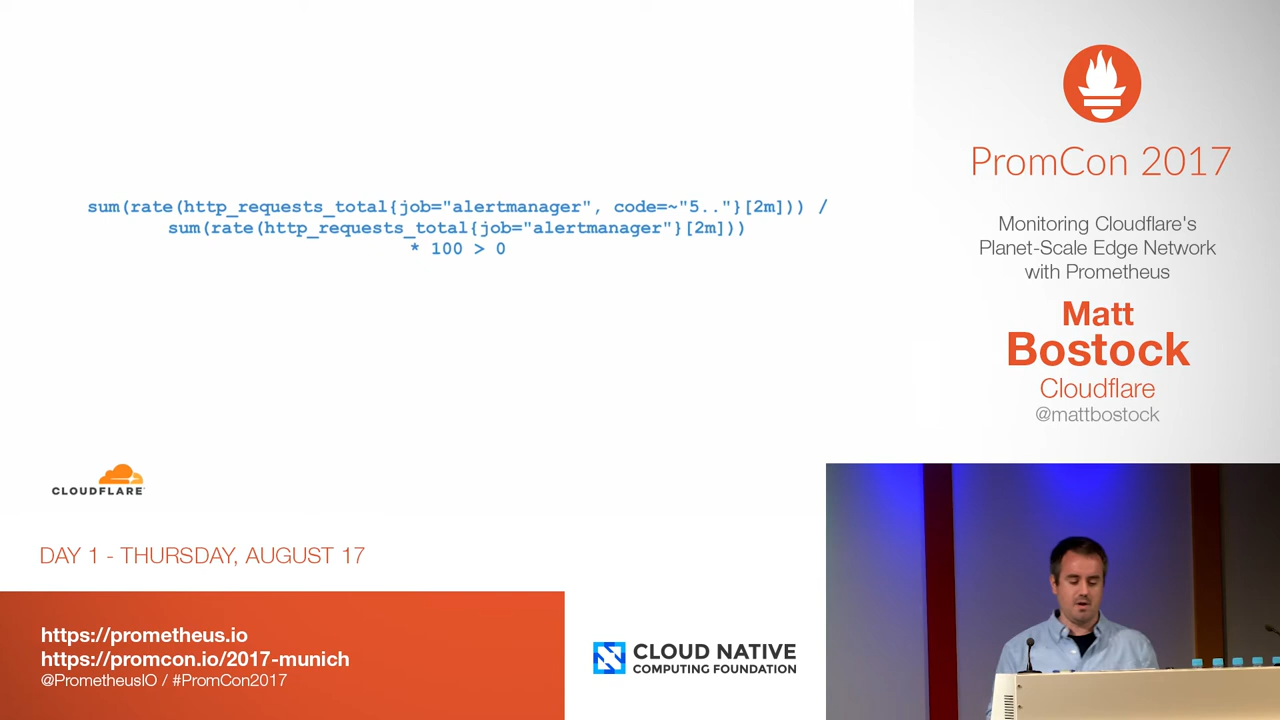 sum(rate(http_requests_total{job="alertmanager", code=~"5.."}[2m])) /
sum(rate(http_requests_total{job="alertmanager"}[2m]))
* 100 > 0
CLOUDFLARE
DAY 1 - THURSDAY, AUGUST 17
https://prometheus.io
https://promcon.io/2017-munich
@PrometheusIO / #PromCon2017
CLOUD NATIVE
COMPUTING FOUNDATION
PromCon 2017
Monitoring Cloudflare's
Planet-Scale Edge Network
with Prometheus
Matt
Bostock
Cloudflare
@mattbostock